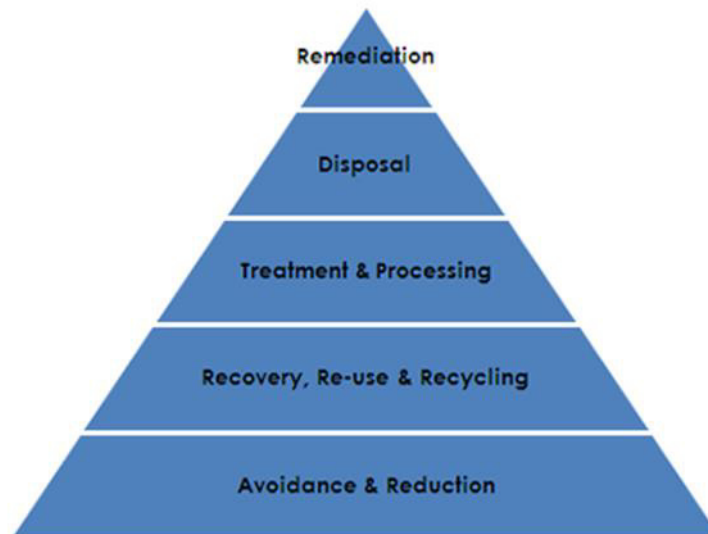 Remediation
Disposal
Treatment & Processing
Recovery, Re-use & Recycling
Avoidance & Reduction